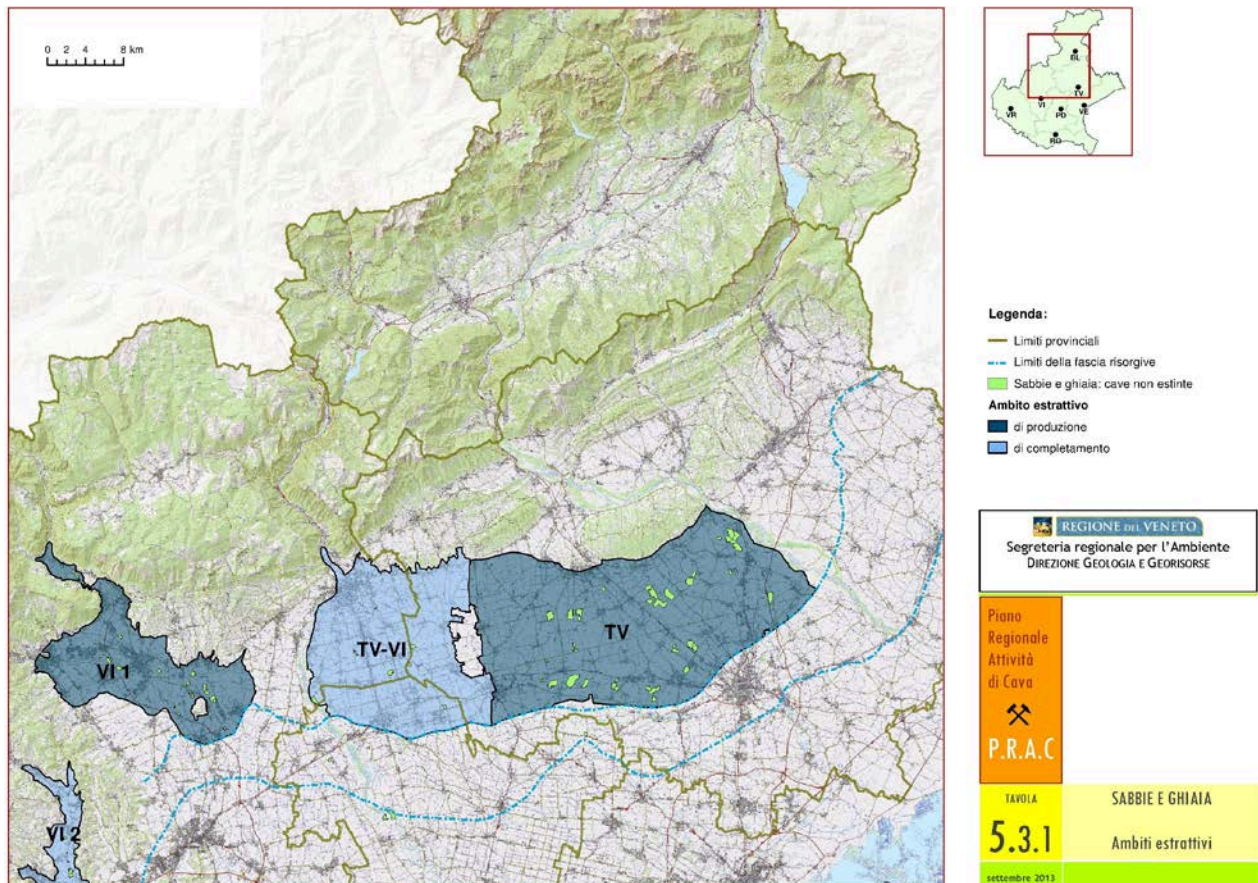 0 2 4 8 km
VI 1
TV-VI
TV
VI 2
BL
TV
VI
VE
VR
PD
RO
Legenda:
Limiti provinciali
Limiti della fascia risorgive
Sabbie e ghiaia: cave non estinte
Ambito estrattivo
di produzione
di completamento
REGIONE DEL VENETO
Segreteria regionale per l'Ambiente
DIREZIONE GEOLOGIA E GEORISORSE
Piano
Regionale
Attività
di Cava
P.R.A.C
TAVOLA
5.3.1
SABBIE E GHIAIA
Ambiti estrattivi
settembre 2013